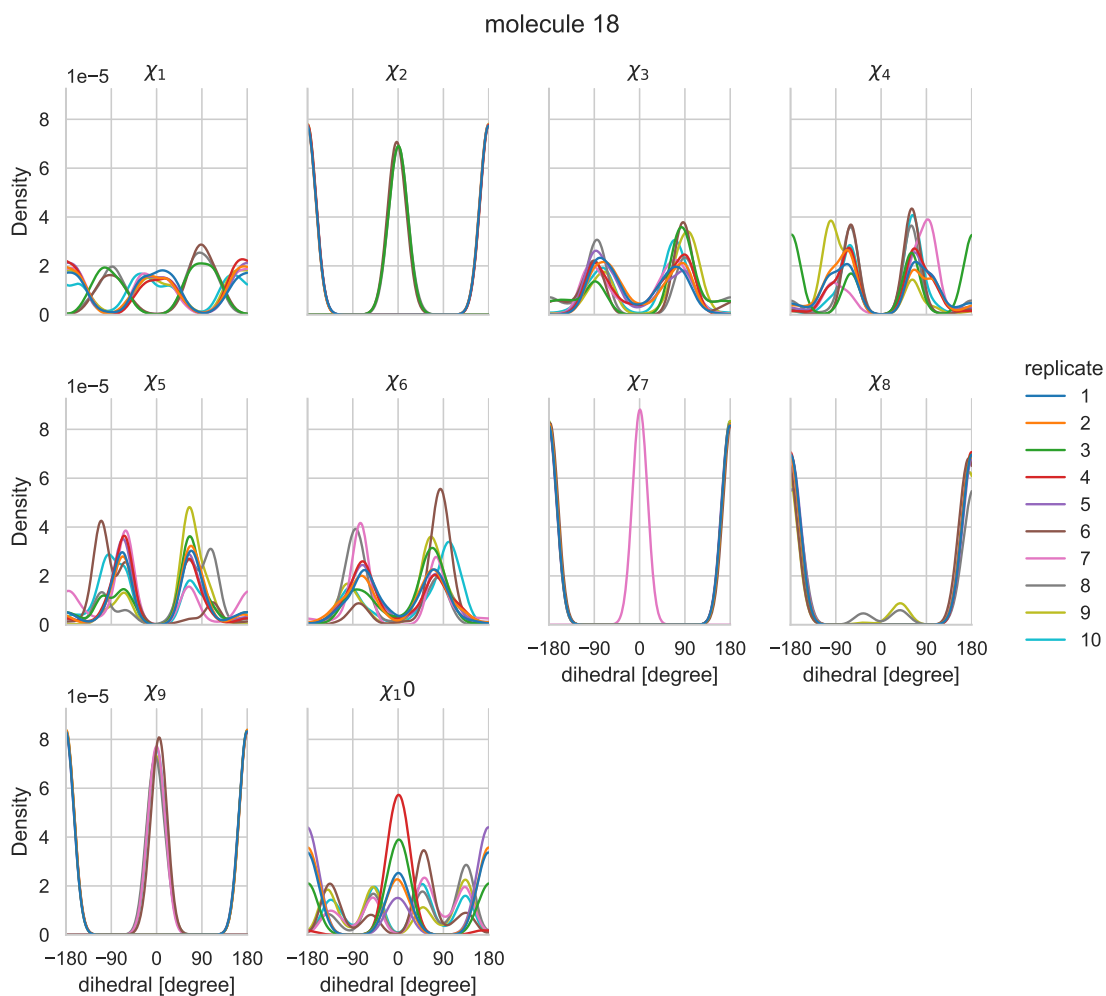 molecule 18
1e−5 χ1 χ2 χ3 χ4
8
6
4
2
0
Density
1e−5 χ5 χ6 χ7 χ8
8
6
4
2
0
Density
−180 −90 0 90 180 −180 −90 0 90 180
dihedral [degree] dihedral [degree]
replicate
1
2
3
4
5
6
7
8
9
10
1e−5 χ9 χ10
8
6
4
2
0
Density
−180 −90 0 90 180 −180 −90 0 90 180
dihedral [degree] dihedral [degree]